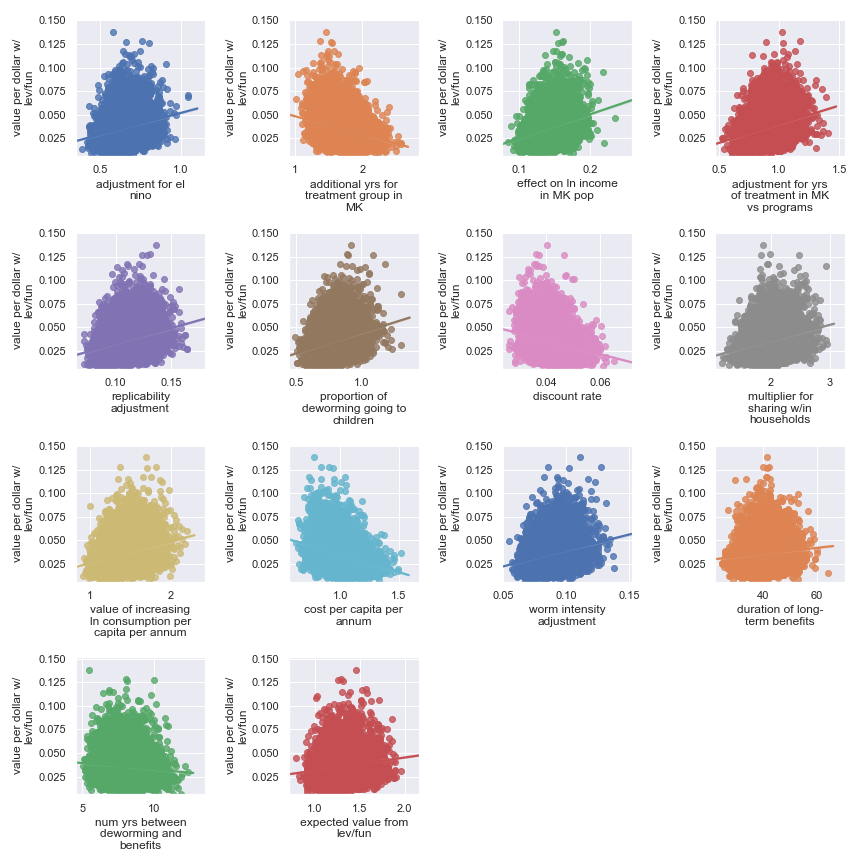 0.150
0.125
0.100
0.075
0.050
0.025
value per dollar w/
lev/fun
0.5
1.0
adjustment for el
nino
0.150
0.125
0.100
0.075
0.050
0.025
value per dollar w/
lev/fun
1
2
additional yrs for
treatment group in
MK
0.150
0.125
0.100
0.075
0.050
0.025
value per dollar w/
lev/fun
0.1
0.2
effect on ln income
in MK pop
0.150
0.125
0.100
0.075
0.050
0.025
value per dollar w/
lev/fun
0.5
1.0
1.5
adjustment for yrs
of treatment in MK
vs programs
0.150
0.125
0.100
0.075
0.050
0.025
value per dollar w/
lev/fun
0.10
0.15
replicability
adjustment
0.150
0.125
0.100
0.075
0.050
0.025
value per dollar w/
lev/fun
0.5
1.0
proportion of
deworming going to
children
0.150
0.125
0.100
0.075
0.050
0.025
value per dollar w/
lev/fun
0.04
0.06
discount rate
0.150
0.125
0.100
0.075
0.050
0.025
value per dollar w/
lev/fun
2
3
multiplier for
sharing w/in
households
0.150
0.125
0.100
0.075
0.050
0.025
value per dollar w/
lev/fun
1
2
value of increasing
ln consumption per
capita per annum
0.150
0.125
0.100
0.075
0.050
0.025
value per dollar w/
lev/fun
1.0
1.5
cost per capita per
annum
0.150
0.125
0.100
0.075
0.050
0.025
value per dollar w/
lev/fun
0.05
0.10
0.15
worm intensity
adjustment
0.150
0.125
0.100
0.075
0.050
0.025
value per dollar w/
lev/fun
40
60
duration of long-
term benefits
0.150
0.125
0.100
0.075
0.050
0.025
value per dollar w/
lev/fun
5
10
num yrs between
deworming and
benefits
0.150
0.125
0.100
0.075
0.050
0.025
value per dollar w/
lev/fun
1.0
1.5
2.0
expected value from
lev/fun